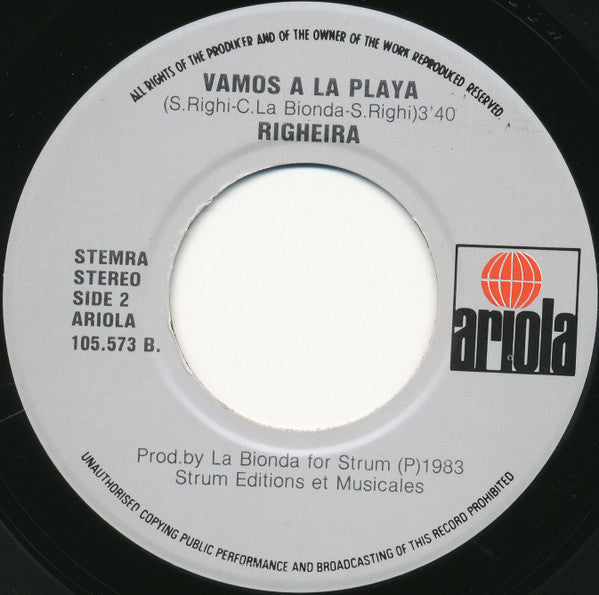 ALL RIGHTS OF THE PRODUCER AND OF THE OWNER OF THE WORK REPRODUCED RESERVED.
VAMOS A LA PLAYA
(S.Righi-C.La Bionda-S.Righi)3'40
RIGHEIRA
STEMRA
STEREO
SIDE 2
ARIOLA
105.573 B.
ariola
Prod.by La Bionda for Strum (P)1983
Strum Editions et Musicales
UNAUTHORISED COPYING PUBLIC PERFORMANCE AND BROADCASTING OF THIS RECORD PROHIBITED